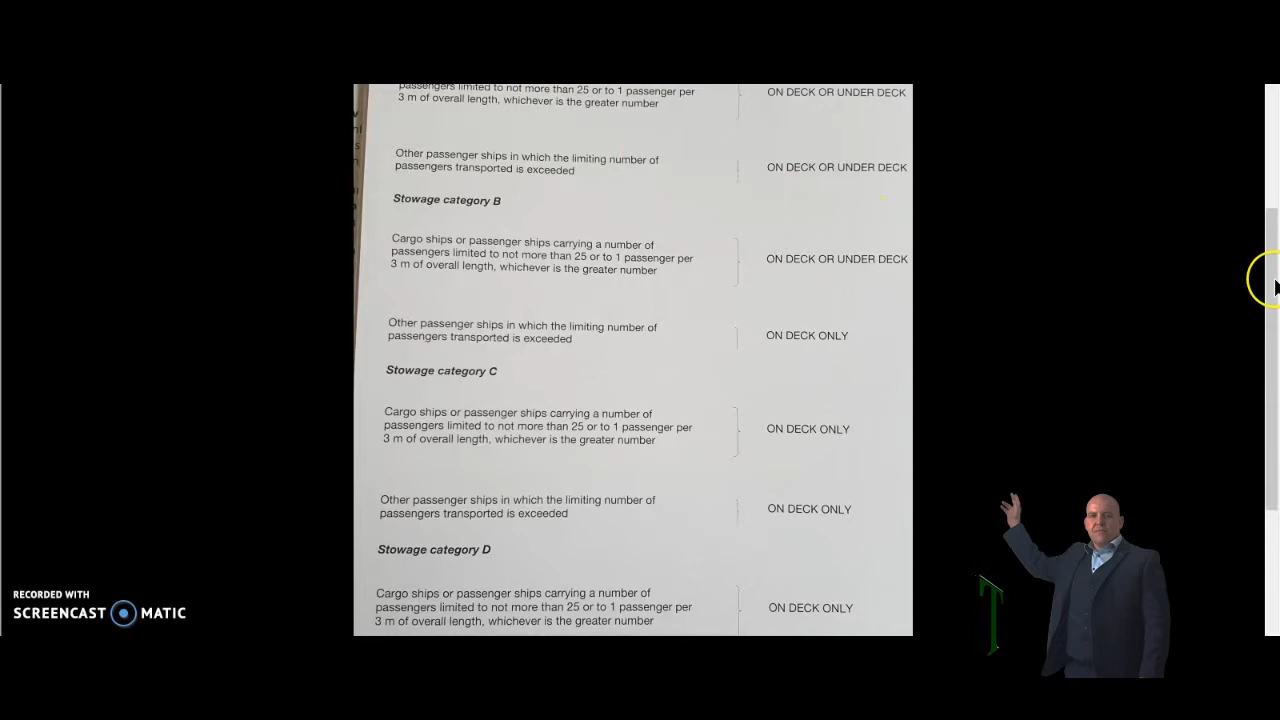 passengers limited to not more than 25 or to 1 passenger per
3 m of overall length, whichever is the greater number
ON DECK OR UNDER DECK
Other passenger ships in which the limiting number of
passengers transported is exceeded
ON DECK OR UNDER DECK
Stowage category B
Cargo ships or passenger ships carrying a number of
passengers limited to not more than 25 or to 1 passenger per
3 m of overall length, whichever is the greater number
ON DECK OR UNDER DECK
Other passenger ships in which the limiting number of
passengers transported is exceeded
ON DECK ONLY
Stowage category C
Cargo ships or passenger ships carrying a number of
passengers limited to not more than 25 or to 1 passenger per
3 m of overall length, whichever is the greater number
ON DECK ONLY
Other passenger ships in which the limiting number of
passengers transported is exceeded
ON DECK ONLY
Stowage category D
Cargo ships or passenger ships carrying a number of
passengers limited to not more than 25 or to 1 passenger per
3 m of overall length, whichever is the greater number
ON DECK ONLY
RECORDED WITH
SCREENCAST MATIC
T